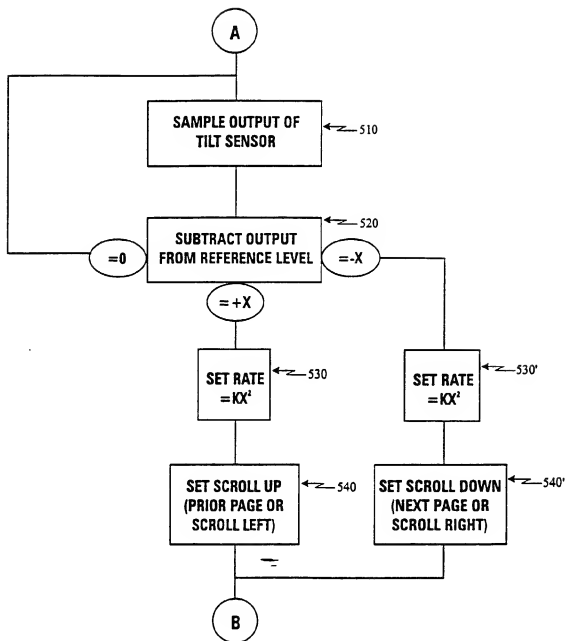 A
SAMPLE OUTPUT OF
TILT SENSOR
510
520
SUBTRACT OUTPUT
FROM REFERENCE LEVEL
=0
=-X
=+X
SET RATE
=KX²
530
SET RATE
=KX²
530'
SET SCROLL UP
(PRIOR PAGE OR
SCROLL LEFT)
540
SET SCROLL DOWN
(NEXT PAGE OR
SCROLL RIGHT)
540'
B